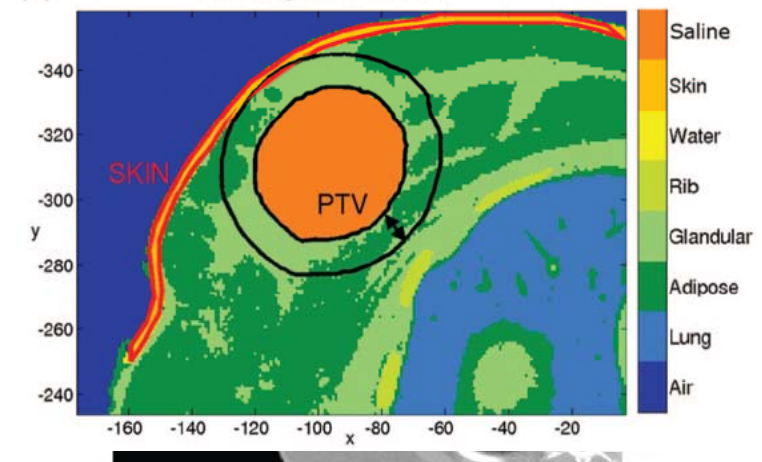 Saline
Skin
Water
Rib
Glandular
Adipose
Lung
Air
SKIN
PTV
y
-340
-320
-300
-280
-260
-240
-160 -140 -120 -100 -80 -60 -40 -20
x